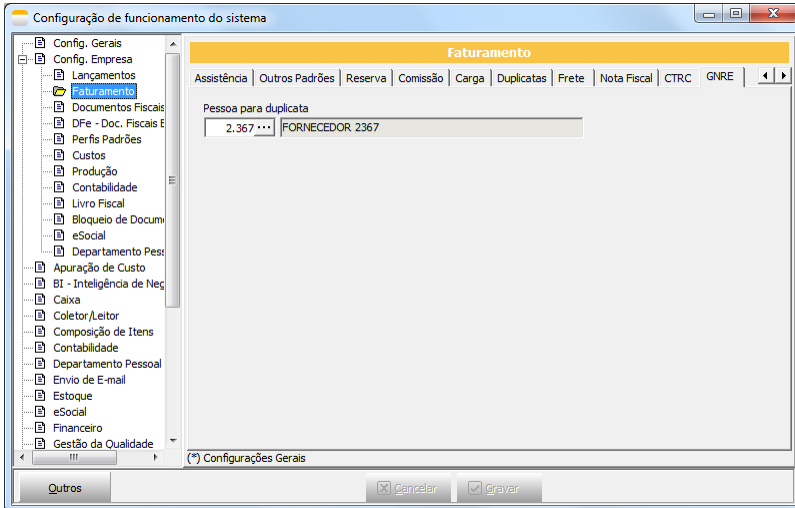 Configuração de funcionamento do sistema
Config. Gerais
Config. Empresa
Lançamentos
Faturamento
Documentos Fiscais
DFe - Doc. Fiscais E
Perfis Padrões
Custos
Produção
Contabilidade
Livro Fiscal
Bloqueio de Docum
eSocial
Departamento Pess
Apuração de Custo
BI - Inteligência de Neg
Caixa
Coletor/Leitor
Composição de Itens
Contabilidade
Departamento Pessoal
Envio de E-mail
Estoque
eSocial
Financeiro
Gestão da Qualidade
Faturamento
Assistência Outros Padrões Reserva Comissão Carga Duplicatas Frete Nota Fiscal CTRC GNRE
Pessoa para duplicata
2.367 ... FORNECEDOR 2367
(*) Configurações Gerais
Outros Cancelar Gravar